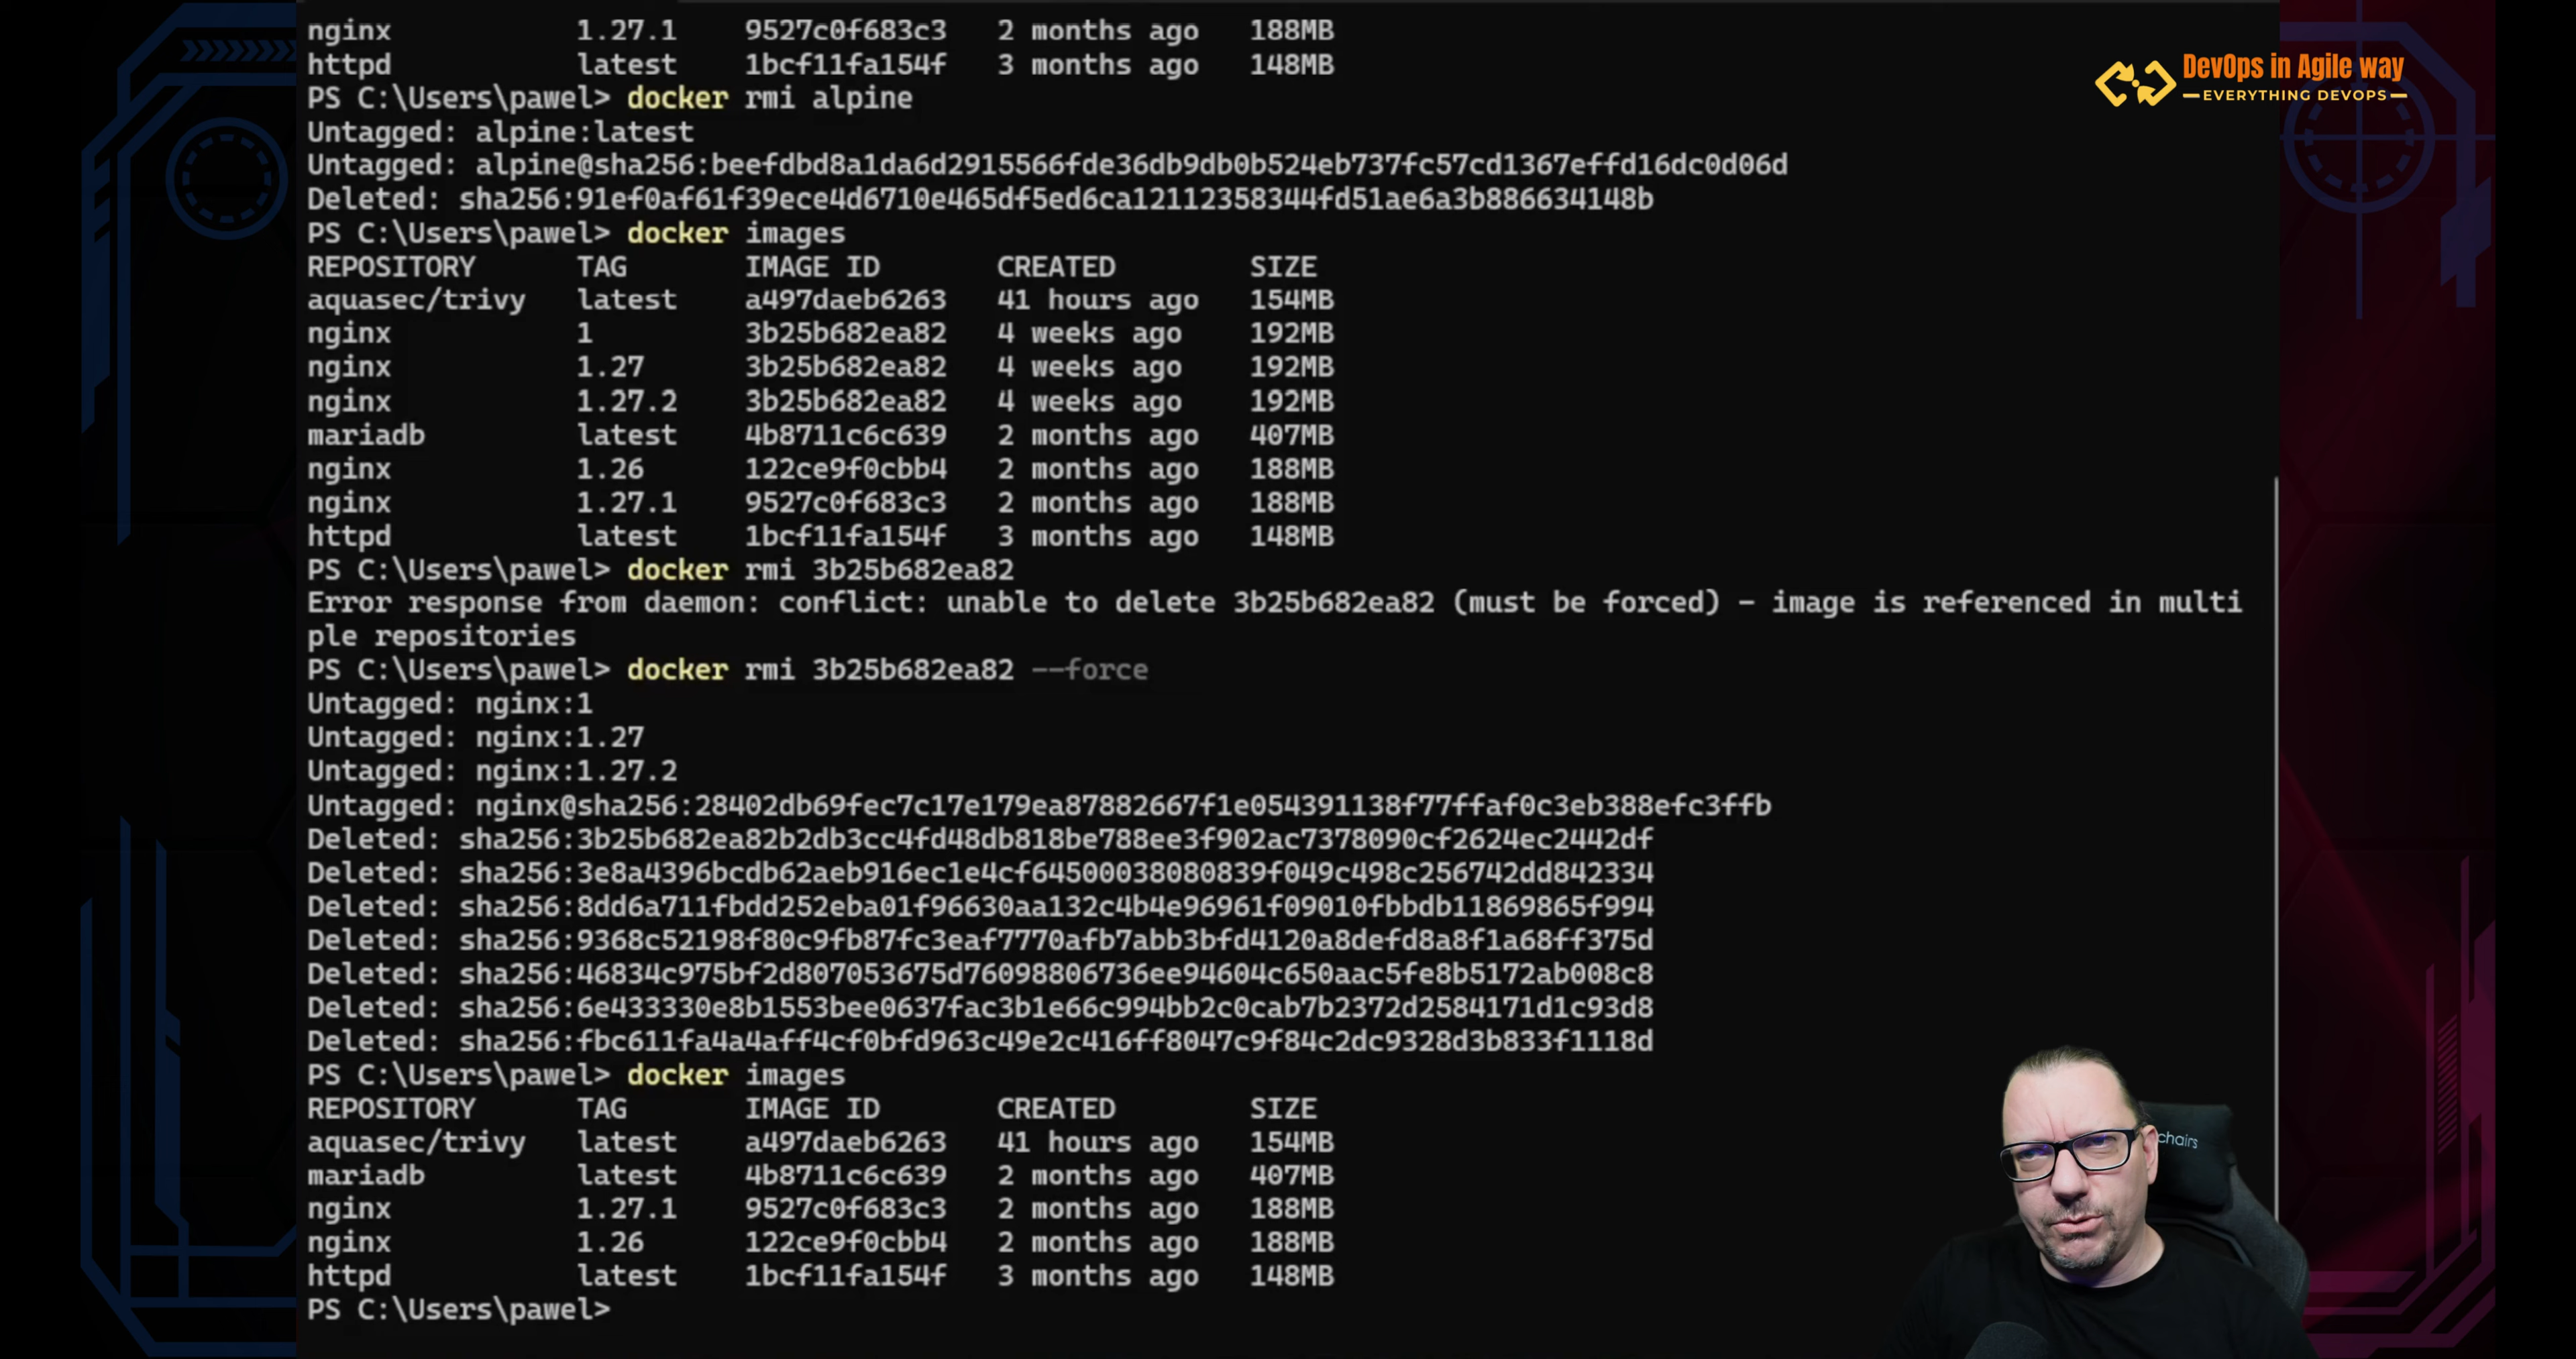 nginx 1.27.1 9527c0f683c3 2 months ago 188MB
httpd latest 1bcf11fa154f 3 months ago 148MB
DevOps in Agile way
EVERYTHING DEVOPS
PS C:\Users\pawel> docker rmi alpine
Untagged: alpine:latest
Untagged: alpine@sha256:beefdbd8a1da6d2915566fde36db9db0b524eb737fc57cd1367effd16dc0d06d
Deleted: sha256:91ef0af61f39ece4d6710e465df5ed6ca12112358344fd51ae6a3b886634148b
PS C:\Users\pawel> docker images
REPOSITORY TAG IMAGE ID CREATED SIZE
aquasec/trivy latest a497daeb6263 41 hours ago 154MB
nginx 1 3b25b682ea82 4 weeks ago 192MB
nginx 1.27 3b25b682ea82 4 weeks ago 192MB
nginx 1.27.2 3b25b682ea82 4 weeks ago 192MB
mariadb latest 4b8711c6c639 2 months ago 407MB
nginx 1.26 122ce9f0cbb4 2 months ago 188MB
nginx 1.27.1 9527c0f683c3 2 months ago 188MB
httpd latest 1bcf11fa154f 3 months ago 148MB
PS C:\Users\pawel> docker rmi 3b25b682ea82
Error response from daemon: conflict: unable to delete 3b25b682ea82 (must be forced) - image is referenced in multi
ple repositories
PS C:\Users\pawel> docker rmi 3b25b682ea82 --force
Untagged: nginx:1
Untagged: nginx:1.27
Untagged: nginx:1.27.2
Untagged: nginx@sha256:28402db69fec7c17e179ea87882667f1e054391138f77ffaf0c3eb388efc3ffb
Deleted: sha256:3b25b682ea82b2db3cc4fd48db818be788ee3f902ac7378090cf2624ec2442df
Deleted: sha256:3e8a4396bcdb62aeb916ec1e4cf64500038080839f049c498c256742dd842334
Deleted: sha256:8dd6a711fbdd252eba01f96630aa132c4b4e96961f09010fbbdb11869865f994
Deleted: sha256:9368c52198f80c9fb87fc3eaf7770afb7abb3bfd4120a8defd8a8f1a68ff375d
Deleted: sha256:46834c975bf2d807053675d76098806736ee94604c650aac5fe8b5172ab008c8
Deleted: sha256:6e433330e8b1553bee0637fac3b1e66c994bb2c0cab7b2372d2584171d1c93d8
Deleted: sha256:fbc611fa4a4aff4cf0bfd963c49e2c416ff8047c9f84c2dc9328d3b833f1118d
PS C:\Users\pawel> docker images
REPOSITORY TAG IMAGE ID CREATED SIZE
aquasec/trivy latest a497daeb6263 41 hours ago 154MB
chairs
mariadb latest 4b8711c6c639 2 months ago 407MB
nginx 1.27.1 9527c0f683c3 2 months ago 188MB
nginx 1.26 122ce9f0cbb4 2 months ago 188MB
httpd latest 1bcf11fa154f 3 months ago 148MB
PS C:\Users\pawel>